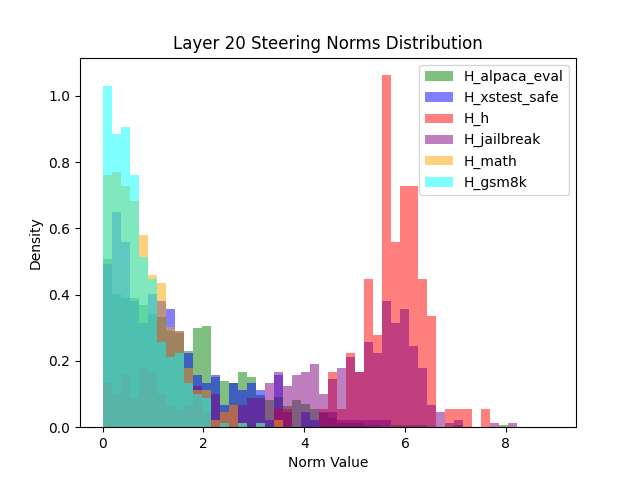 Layer 20 Steering Norms Distribution
H_alpaca_eval
H_xstest_safe
H_h
H_jailbreak
H_math
H_gsm8k
Density
1.0
0.8
0.6
0.4
0.2
0.0
0
2
4
6
8
Norm Value